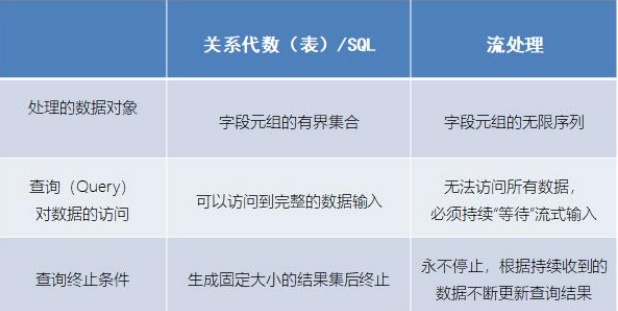 关系代数（表）/SQL
流处理
处理的数据对象
字段元组的有界集合
字段元组的无限序列
查询（Query）
对数据的访问
可以访问到完整的数据输入
无法访问所有数据，
必须持续“等待”流式输入
查询终止条件
生成固定大小的结果集后终止
永不停止，根据持续收到的
数据不断更新查询结果